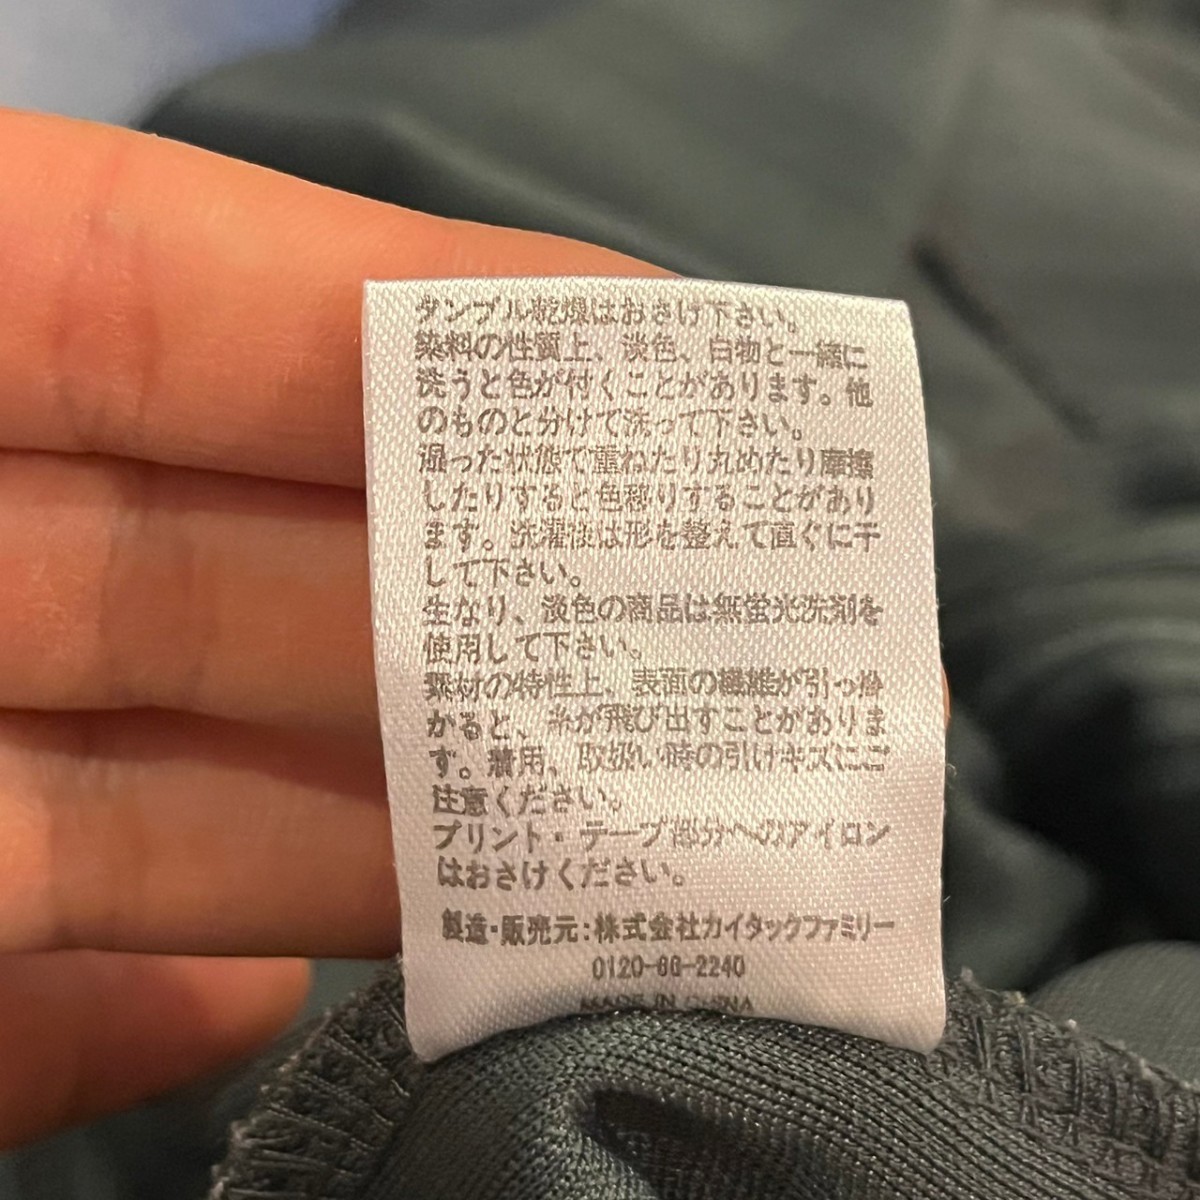 タンブル乾燥はおさけ下さい。
染料の性質上、淡色、白物と一緒に
洗うと色が付くことがあります。他
のものと分けて洗って下さい。
湿った状態で重ねたり丸めたり摩擦
したりすると色移りすることがあり
ます。洗濯後は形を整えて直ぐに干
して下さい。
生なり、淡色の商品は無蛍光洗剤を
使用して下さい。
素材の特性上、表面の繊維が引っ掛
かると、糸が飛び出すことがありま
す。着用、取扱い時の引けキズにご
注意ください。
プリント・テープ部分へのアイロン
はおさけください。
製造・販売元:株式会社カイタックファミリー
0120-66-2240
MADE IN CHINA